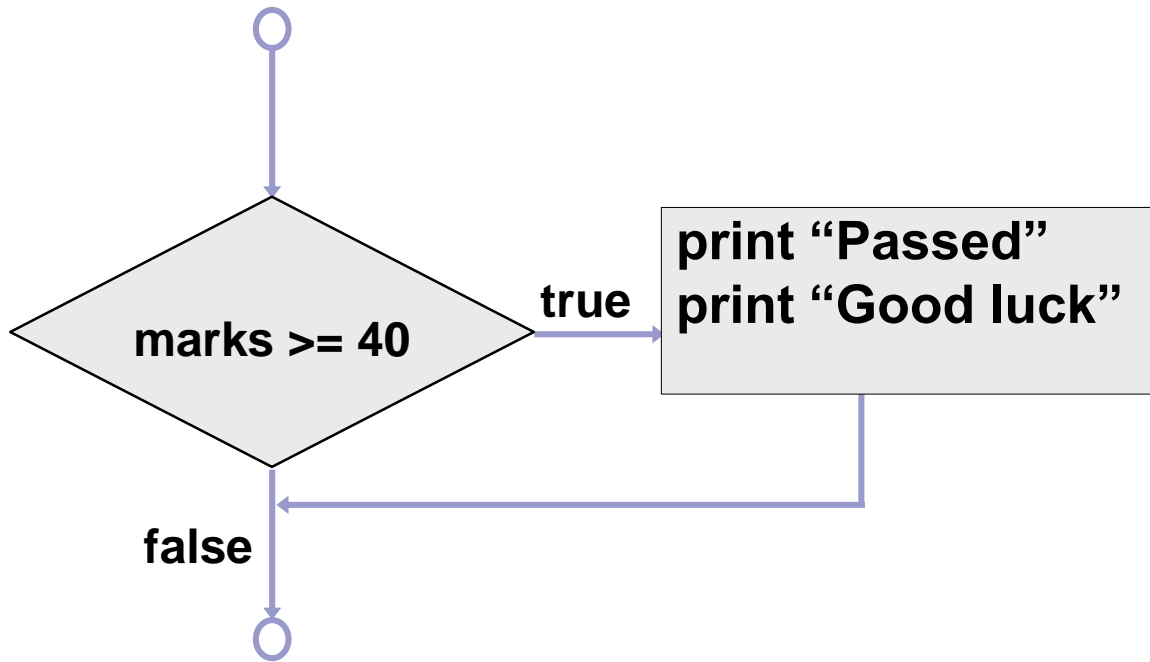 marks >= 40
true
print “Passed”
print “Good luck”
false